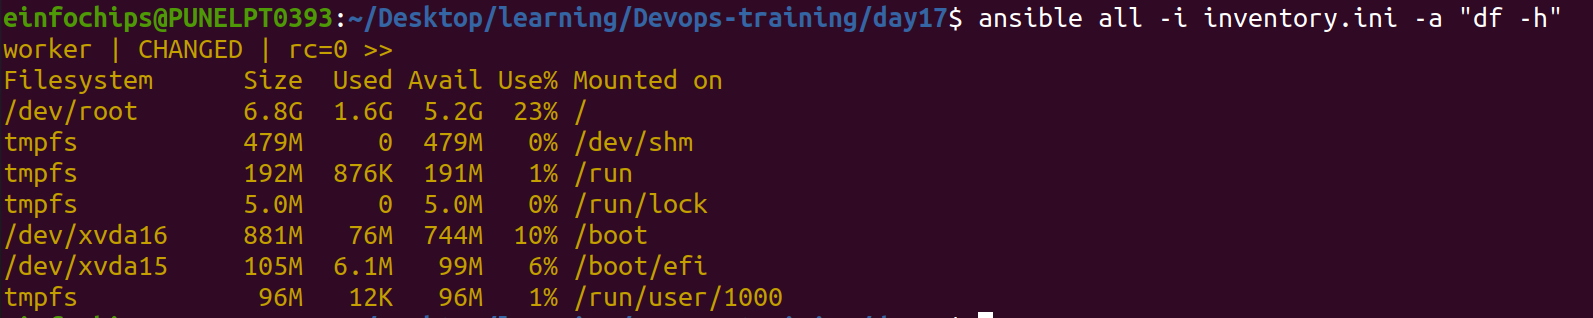 einfochips@PUNELPT0393:~/Desktop/learning/Devops-training/day17$ ansible all -i inventory.ini -a "df -h"
worker | CHANGED | rc=0 >>
Filesystem      Size  Used Avail Use% Mounted on
/dev/root       6.8G  1.6G  5.2G  23% /
tmpfs           479M     0  479M   0% /dev/shm
tmpfs           192M  876K  191M   1% /run
tmpfs           5.0M     0  5.0M   0% /run/lock
/dev/xvda16     881M   76M  744M  10% /boot
/dev/xvda15     105M  6.1M   99M   6% /boot/efi
tmpfs            96M   12K   96M   1% /run/user/1000